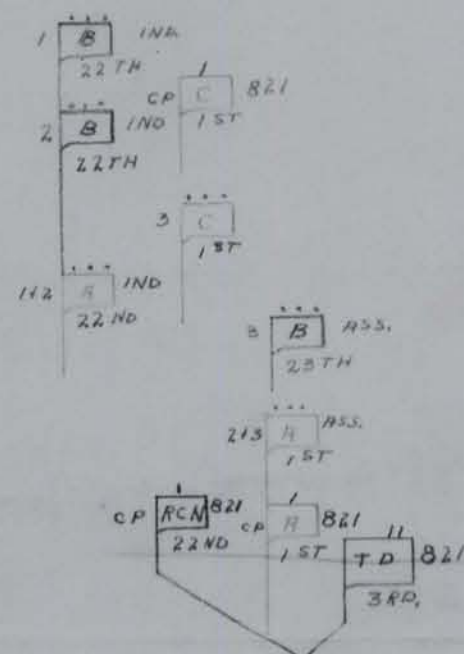 1 B IND.
22 TH
2 B IND
22 TH
CP C 821
1 ST
3 C
1 ST
1+2 A IND
22 ND
3 B ASS.
23 TH
2+3 A ASS.
1 ST
CP RCN 821
22 ND
CP A 821
1 ST
TD 821
3 RD.